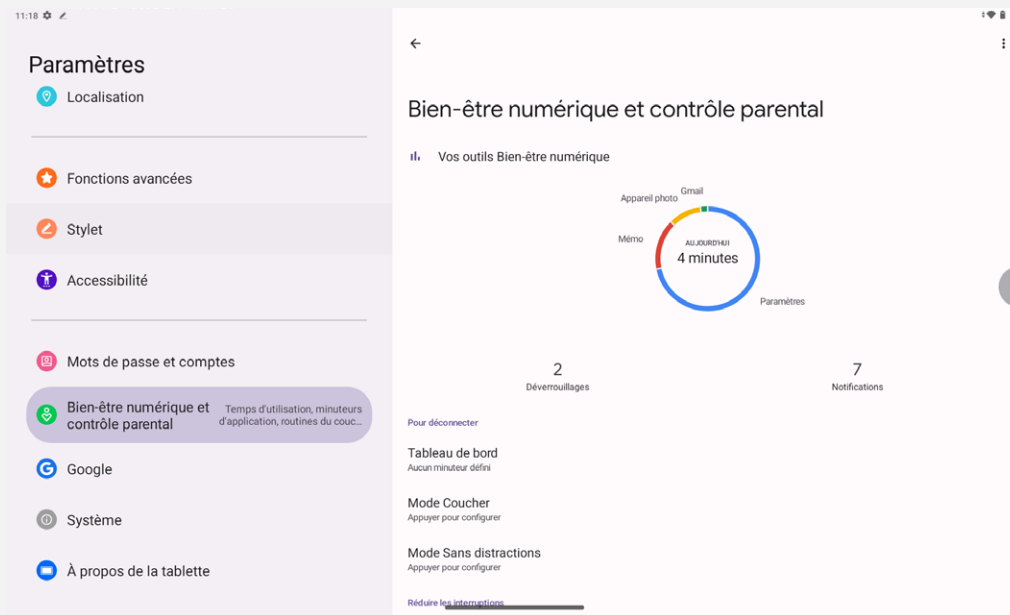 11:18
Paramètres
Localisation
Fonctions avancées
Stylet
Accessibilité
Mots de passe et comptes
Bien-être numérique et
contrôle parental
Temps d'utilisation, minuteurs
d'application, routines du couc...
Google
Système
À propos de la tablette
Bien-être numérique et contrôle parental
Vos outils Bien-être numérique
Gmail
Appareil photo
Mémo
AUJOURD'HUI
4 minutes
Paramètres
2
Déverrouillages
7
Notifications
Pour déconnecter
Tableau de bord
Aucun minuteur défini
Mode Coucher
Appuyer pour configurer
Mode Sans distractions
Appuyer pour configurer
Réduire les interruptions